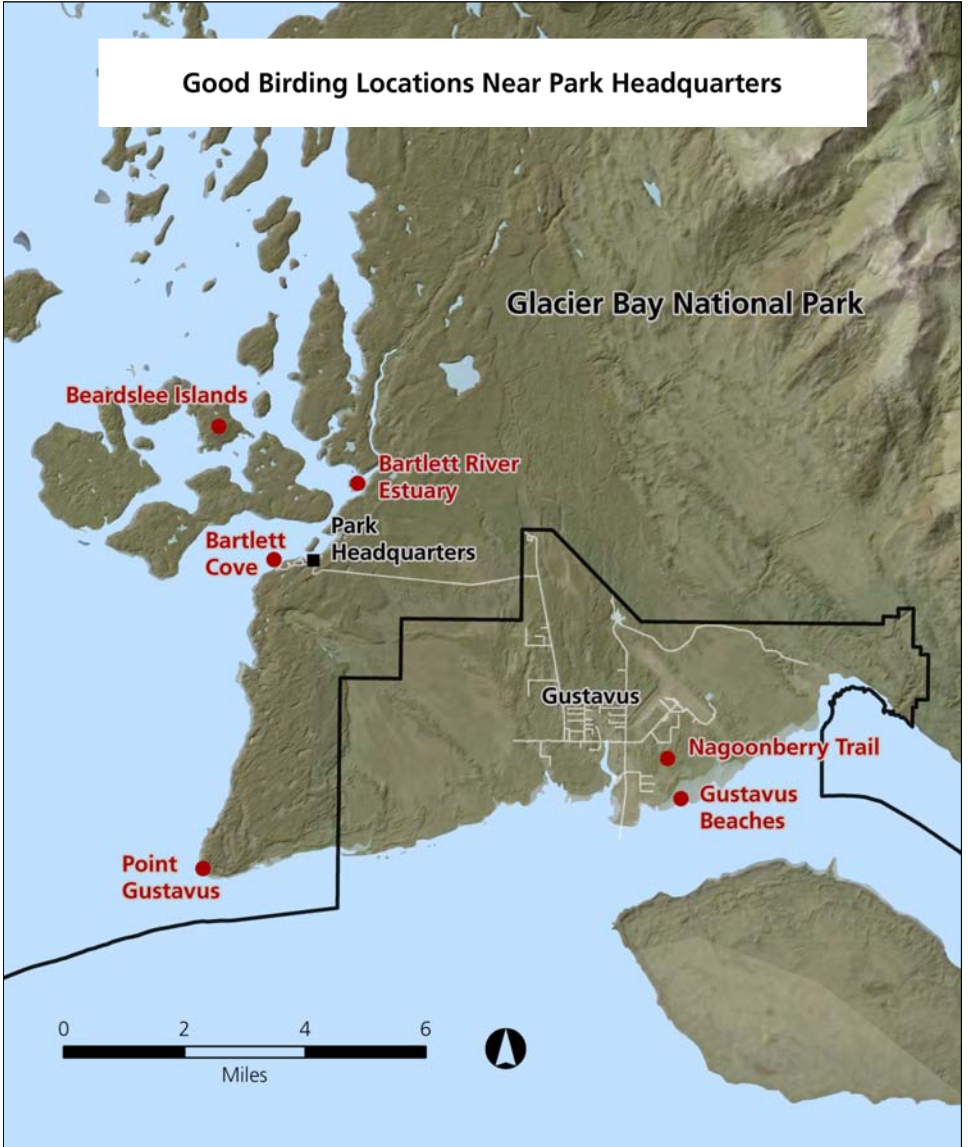 Good Birding Locations Near Park Headquarters
Glacier Bay National Park
Beardslee Islands
Bartlett River
Estuary
Park
Headquarters
Bartlett
Cove
Gustavus
Nagoonberry Trail
Gustavus
Beaches
Point
Gustavus
0 2 4 6
Miles